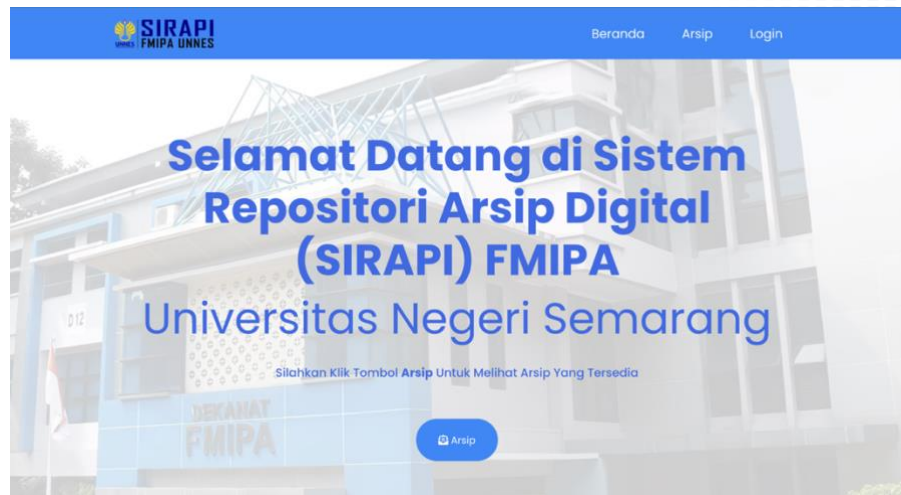 UNNES
SIRAPI
FMIPA UNNES
Beranda Arsip Login
Selamat Datang di Sistem
Repositori Arsip Digital
(SIRAPI) FMIPA
Universitas Negeri Semarang
D12
Silahkan Klik Tombol Arsip Untuk Melihat Arsip Yang Tersedia
DEKANAT
FMIPA
Arsip